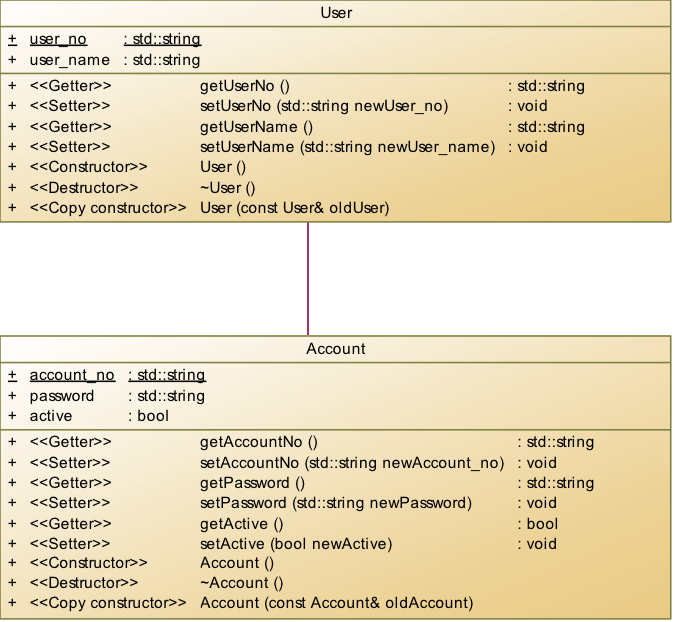 User
+ user_no : std::string
+ user_name : std::string
+ <<Getter>> getUserNo () : std::string
+ <<Setter>> setUserNo (std::string newUser_no) : void
+ <<Getter>> getUserName () : std::string
+ <<Setter>> setUserName (std::string newUser_name) : void
+ <<Constructor>> User ()
+ <<Destructor>> ~User ()
+ <<Copy constructor>> User (const User& oldUser)
Account
+ account_no : std::string
+ password : std::string
+ active : bool
+ <<Getter>> getAccountNo () : std::string
+ <<Setter>> setAccountNo (std::string newAccount_no) : void
+ <<Getter>> getPassword () : std::string
+ <<Setter>> setPassword (std::string newPassword) : void
+ <<Getter>> getActive () : bool
+ <<Setter>> setActive (bool newActive) : void
+ <<Constructor>> Account ()
+ <<Destructor>> ~Account ()
+ <<Copy constructor>> Account (const Account& oldAccount)